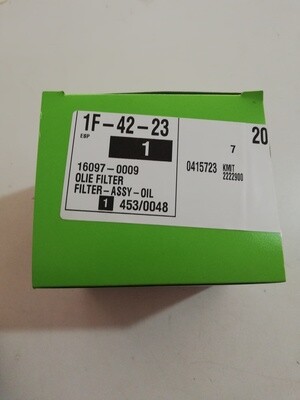 1F-42-23
ESP
1
16097-0009
OLIE FILTER
FILTER-ASSY-OIL
1 453/0048
20
7
0415723 KMIT
2222900